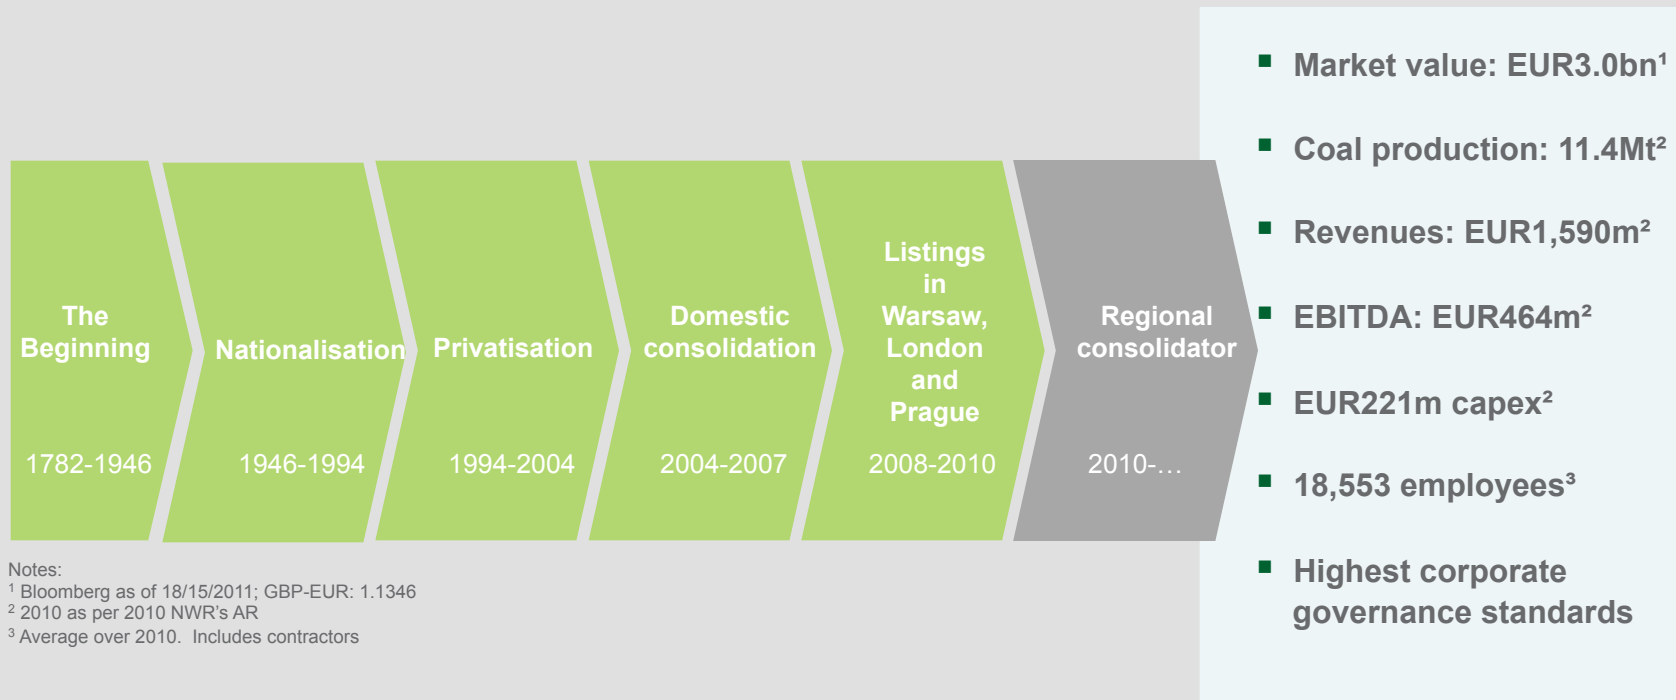 The
Beginning
1782-1946
Nationalisation
1946-1994
Privatisation
1994-2004
Domestic
consolidation
2004-2007
Listings
in
Warsaw,
London
and
Prague
2008-2010
Regional
consolidator
2010-…
▪ Market value: EUR3.0bn¹
▪ Coal production: 11.4Mt²
▪ Revenues: EUR1,590m²
▪ EBITDA: EUR464m²
▪ EUR221m capex²
▪ 18,553 employees³
▪ Highest corporate
governance standards
Notes:
¹ Bloomberg as of 18/15/2011; GBP-EUR: 1.1346
² 2010 as per 2010 NWR’s AR
³ Average over 2010.  Includes contractors